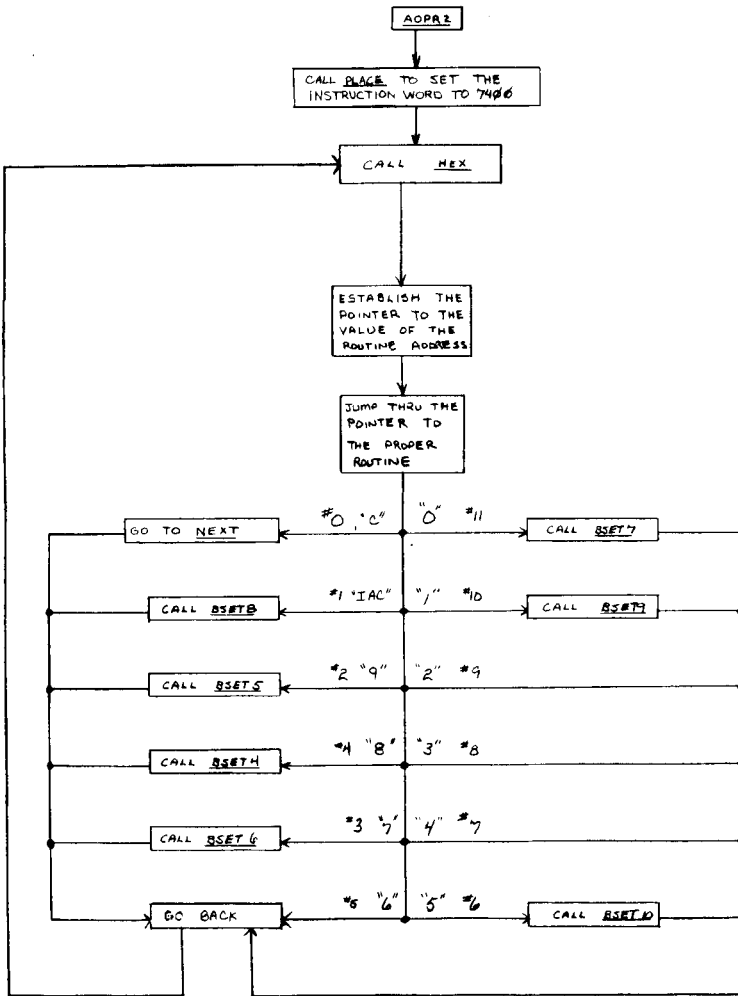 AOPR2
CALL PLACE TO SET THE
INSTRUCTION WORD TO 74ØØ
CALL HEX
ESTABLISH THE
POINTER TO THE
VALUE OF THE
ROUTINE ADDRESS
JUMP THRU THE
POINTER TO
THE PROPER
ROUTINE
GO TO NEXT
#0, "C"
"0" #11
CALL BSET7
CALL BSET8
#1 "IAC"
"1" #10
CALL BSET9
CALL BSET5
#2 "9"
"2" #9
CALL BSET4
#4 "8"
"3" #8
CALL BSET6
#3 "7"
"4" #7
GO BACK
#5 "6"
"5" #6
CALL BSET10